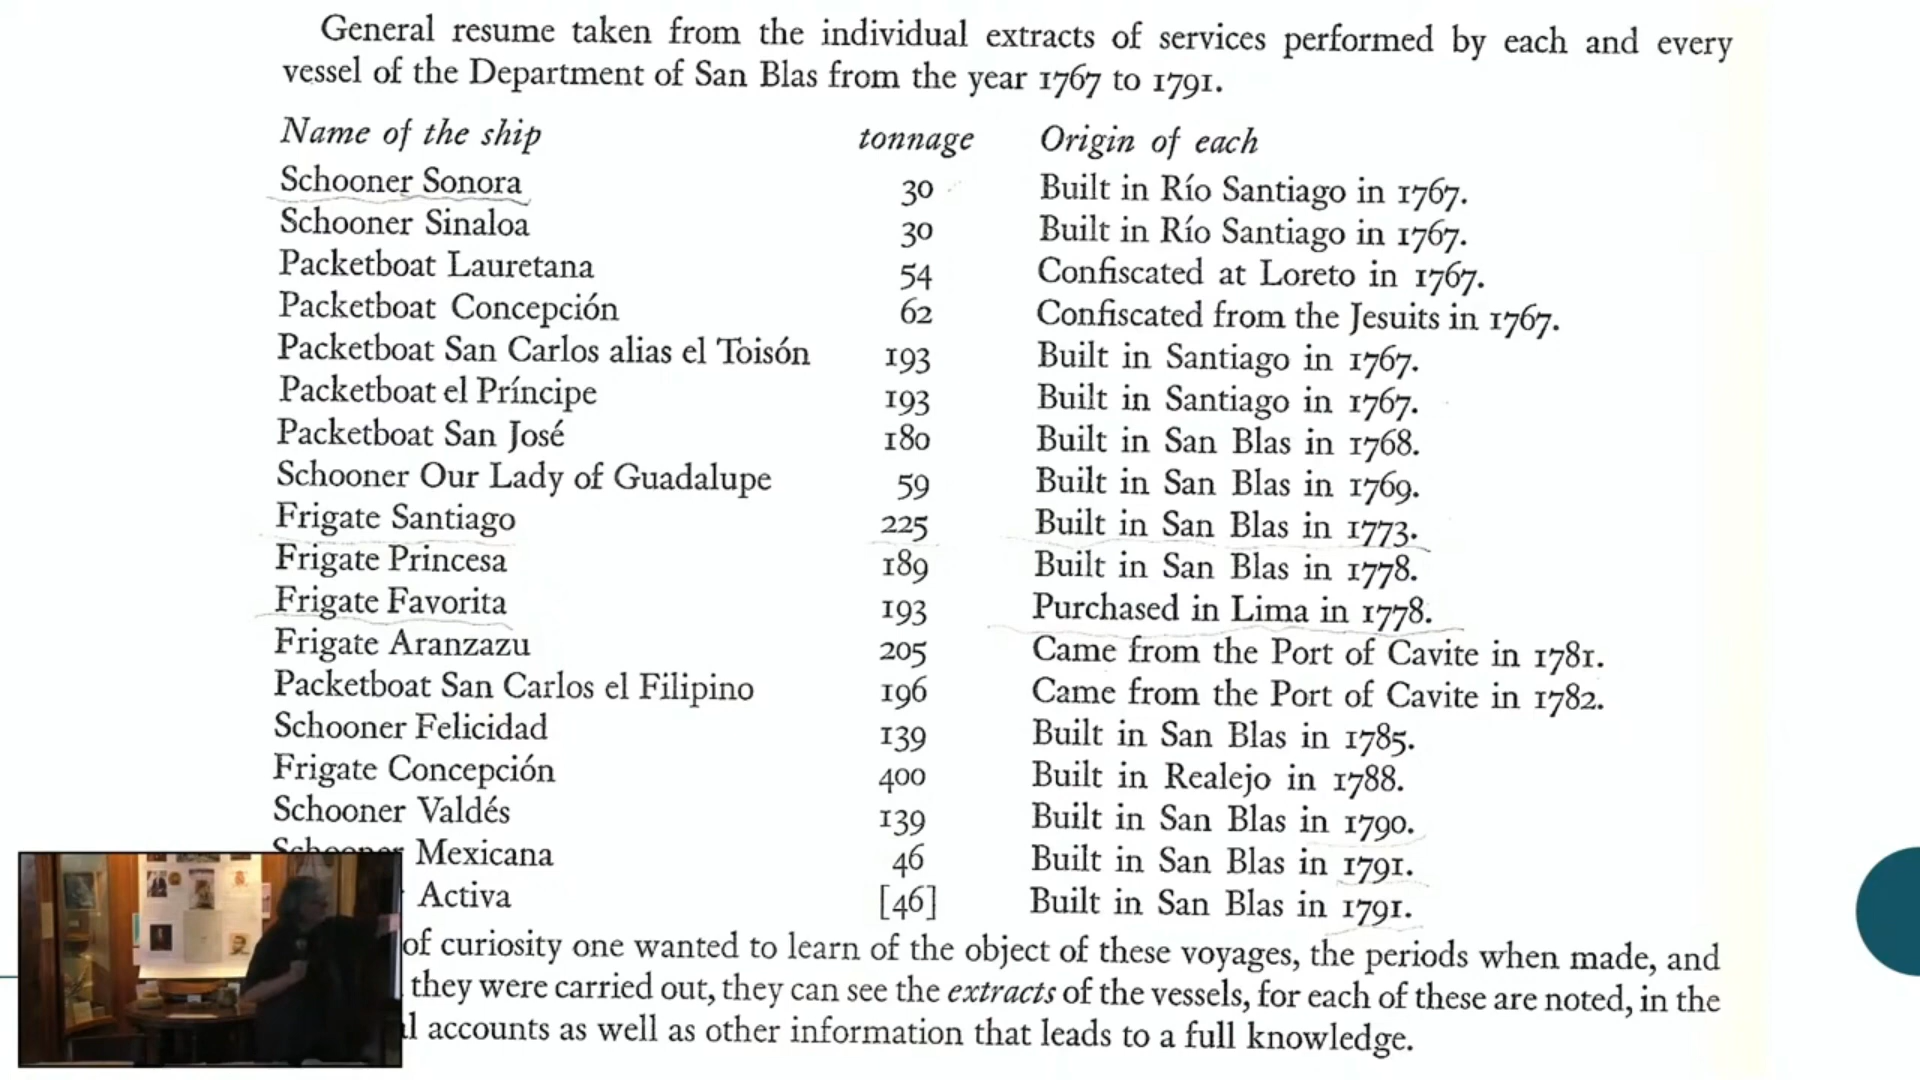 General resume taken from the individual extracts of services performed by each and every
vessel of the Department of San Blas from the year 1767 to 1791.
Name of the ship tonnage Origin of each
Schooner Sonora 30 Built in Río Santiago in 1767.
Schooner Sinaloa 30 Built in Río Santiago in 1767.
Packetboat Lauretana 54 Confiscated at Loreto in 1767.
Packetboat Concepción 62 Confiscated from the Jesuits in 1767.
Packetboat San Carlos alias el Toisón 193 Built in Santiago in 1767.
Packetboat el Príncipe 193 Built in Santiago in 1767.
Packetboat San José 180 Built in San Blas in 1768.
Schooner Our Lady of Guadalupe 59 Built in San Blas in 1769.
Frigate Santiago 225 Built in San Blas in 1773.
Frigate Princesa 189 Built in San Blas in 1778.
Frigate Favorita 193 Purchased in Lima in 1778.
Frigate Aranzazu 205 Came from the Port of Cavite in 1781.
Packetboat San Carlos el Filipino 196 Came from the Port of Cavite in 1782.
Schooner Felicidad 139 Built in San Blas in 1785.
Frigate Concepción 400 Built in Realejo in 1788.
Schooner Valdés 139 Built in San Blas in 1790.
Schooner Mexicana 46 Built in San Blas in 1791.
Activa [46] Built in San Blas in 1791.
of curiosity one wanted to learn of the object of these voyages, the periods when made, and
they were carried out, they can see the extracts of the vessels, for each of these are noted, in the
accounts as well as other information that leads to a full knowledge.